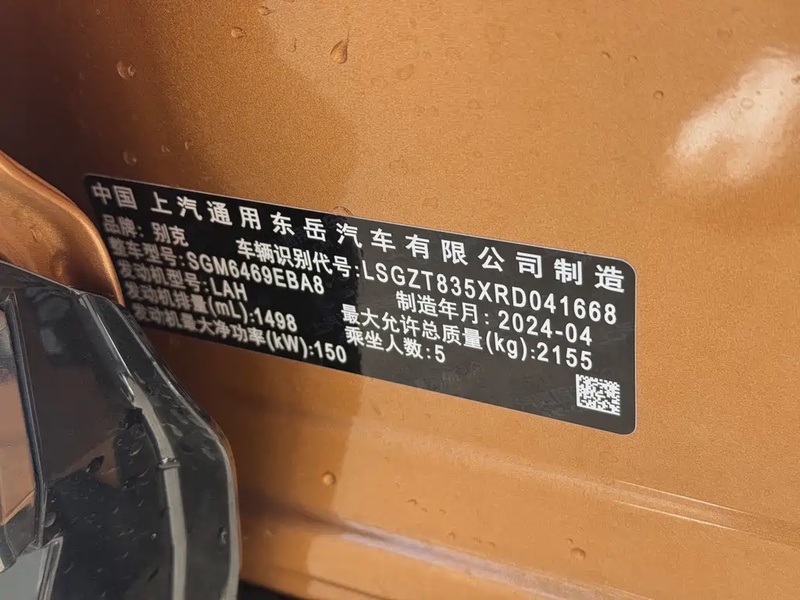 中国 上汽通用东岳汽车有限公司制造
品牌: 别克 车辆识别代号:LSGZT835XRD041668
整车型号:SGM6469EBA8 制造年月: 2024-04
发动机型号:LAH 最大允许总质量(kg):2155
发动机排量(mL):1498 乘坐人数:5
发动机最大净功率(kW):150